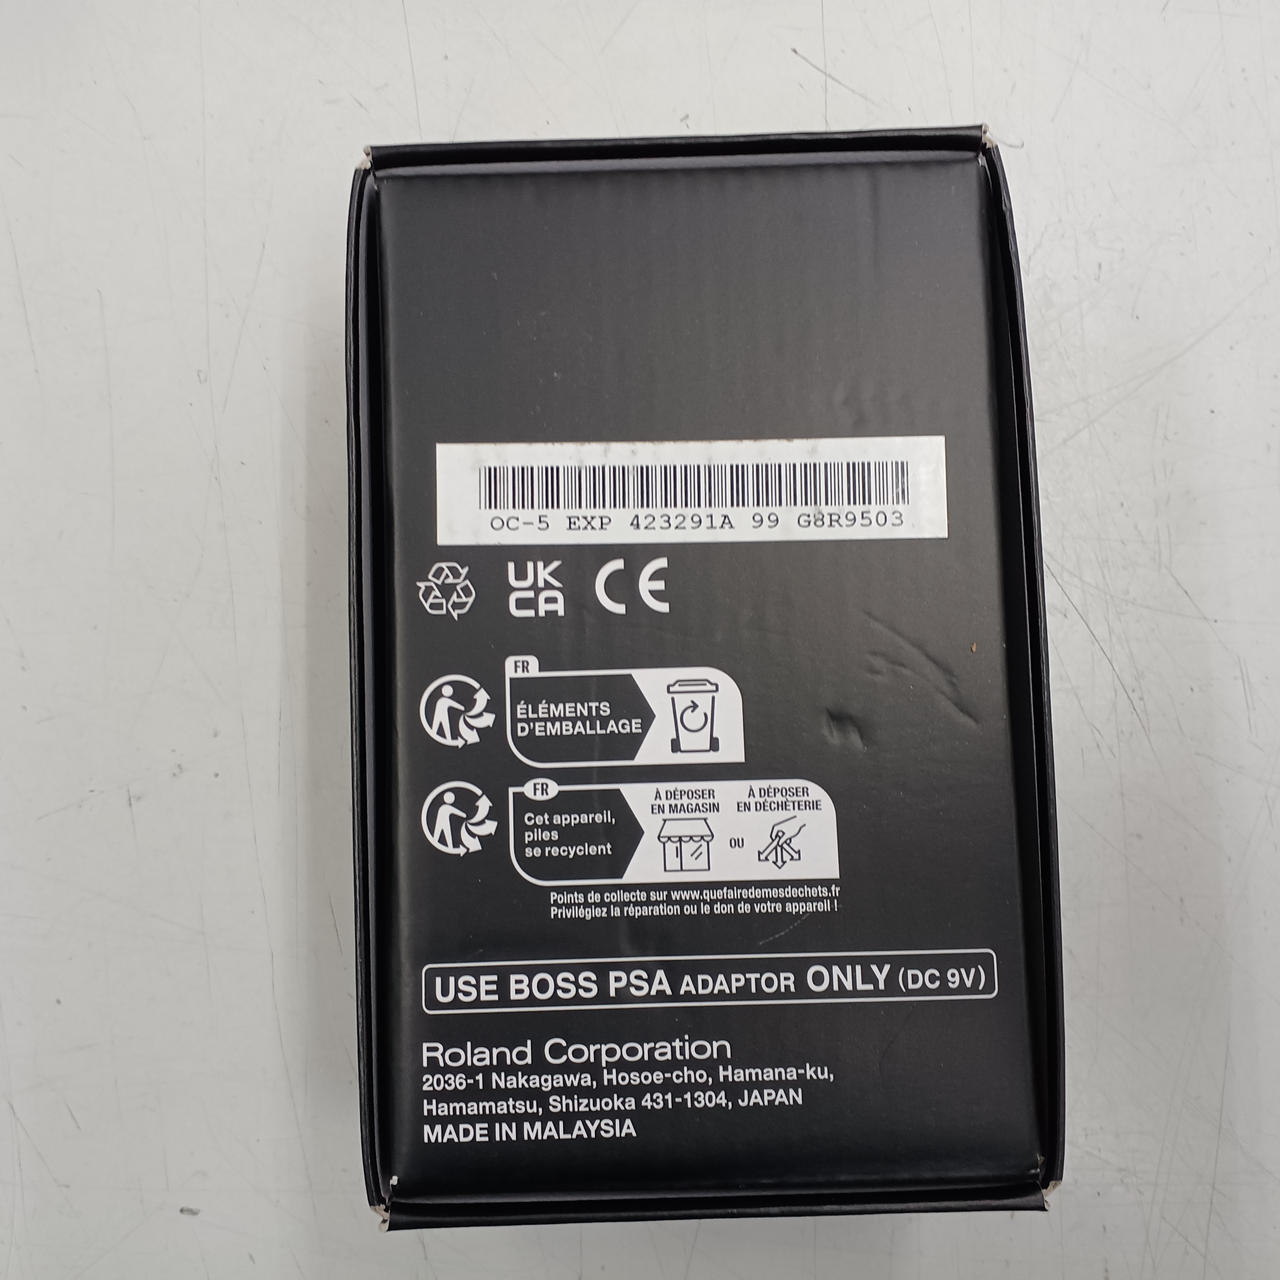 OC-5 EXP 423291A 99 G8R9503
UK
CA CE
FR
ÉLÉMENTS
D'EMBALLAGE
FR
Cet appareil,
piles
se recyclent
À DÉPOSER
EN MAGASIN
OU
À DÉPOSER
EN DÉCHÈTERIE
Points de collecte sur www.quefairedemesdechets.fr
Privilégiez la réparation ou le don de votre appareil !
USE BOSS PSA ADAPTOR ONLY (DC 9V)
Roland Corporation
2036-1 Nakagawa, Hosoe-cho, Hamana-ku,
Hamamatsu, Shizuoka 431-1304, JAPAN
MADE IN MALAYSIA